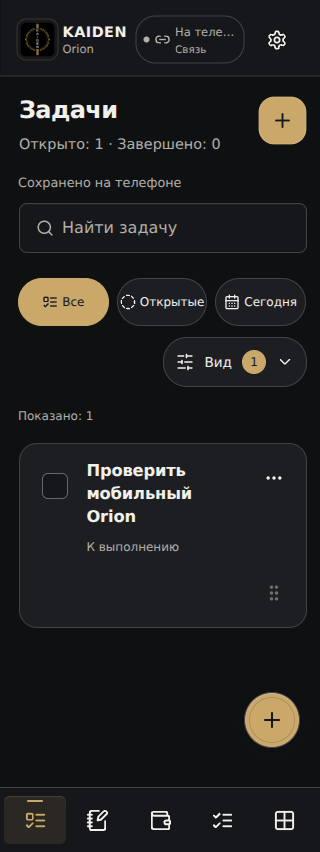 KAIDEN
Orion
На теле...
Связь
Задачи
Открыто: 1 · Завершено: 0
Сохранено на телефоне
Найти задачу
Все
Открытые
Сегодня
Вид
1
Показано: 1
Проверить
мобильный
Orion
К выполнению